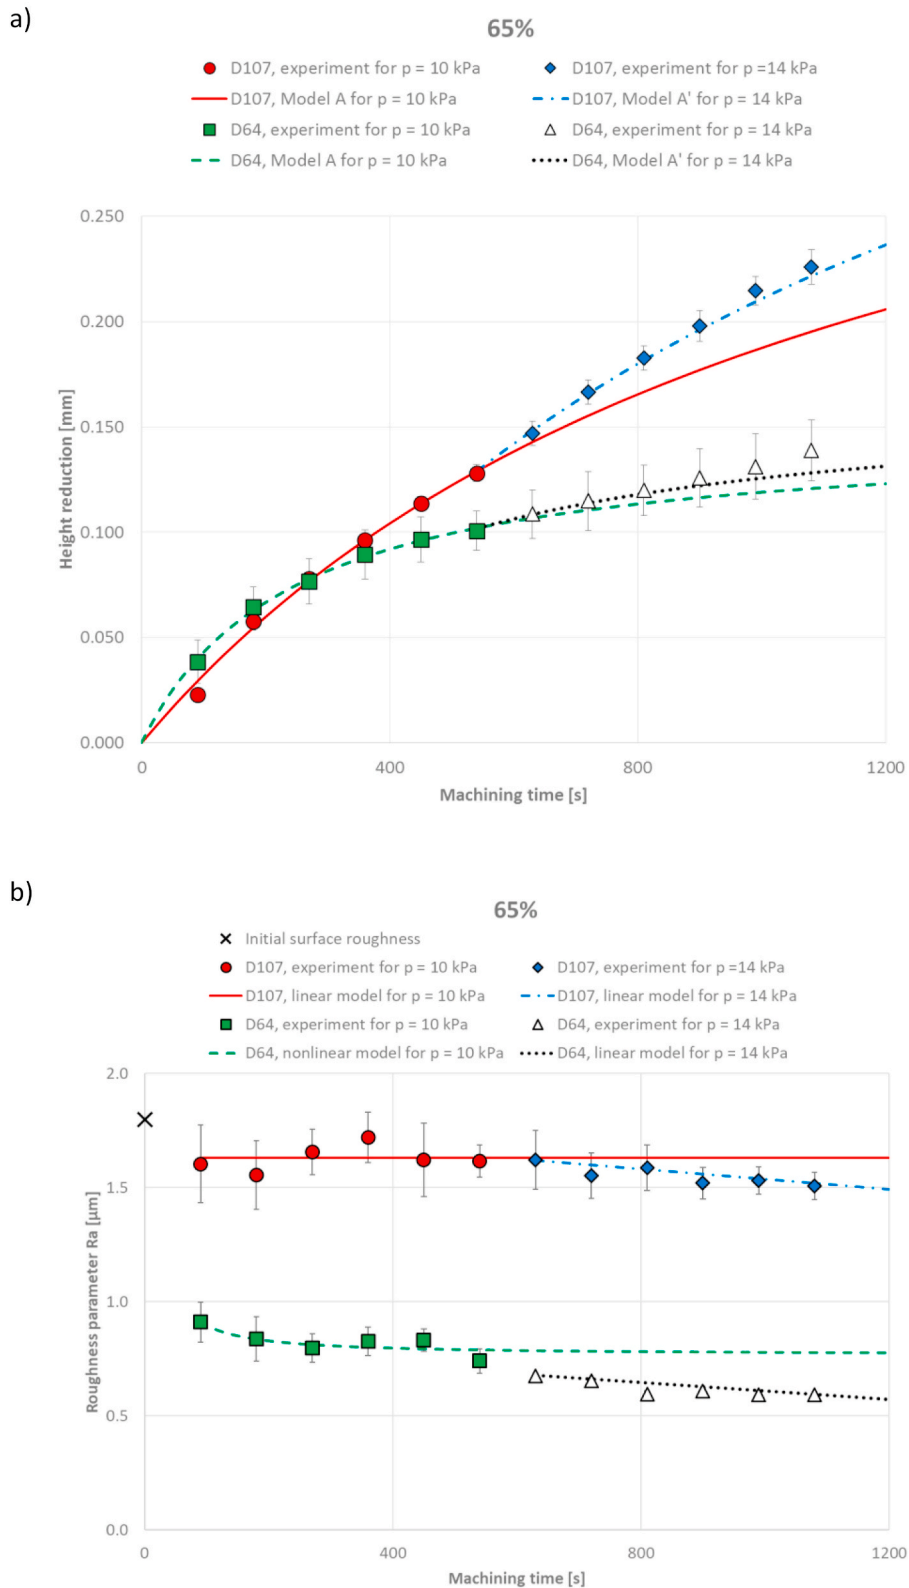 a)
65%
D107, experiment for p = 10 kPa
D107, experiment for p =14 kPa
D107, Model A for p = 10 kPa
D107, Model A' for p = 14 kPa
D64, experiment for p = 10 kPa
D64, experiment for p = 14 kPa
D64, Model A for p = 10 kPa
D64, Model A' for p = 14 kPa
Height reduction [mm]
0.250
0.200
0.150
0.100
0.050
0.000
0
400
800
1200
Machining time [s]
b)
65%
Initial surface roughness
D107, experiment for p = 10 kPa
D107, experiment for p =14 kPa
D107, linear model for p = 10 kPa
D107, linear model for p = 14 kPa
D64, experiment for p = 10 kPa
D64, experiment for p = 14 kPa
D64, nonlinear model for p = 10 kPa
D64, linear model for p = 14 kPa
Roughness parameter Ra [µm]
2.0
1.5
1.0
0.5
0.0
0
400
800
1200
Machining time [s]